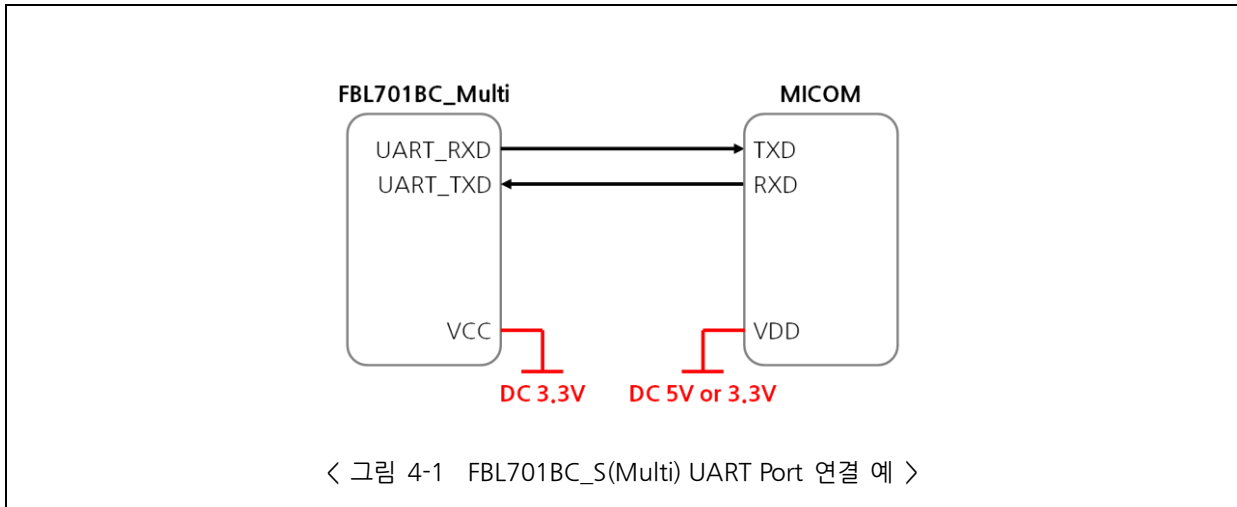 FBL701BC_Multi
MICOM
UART_RXD
TXD
UART_TXD
RXD
VCC
VDD
DC 3.3V
DC 5V or 3.3V
< 그림 4-1 FBL701BC_S(Multi) UART Port 연결 예 >